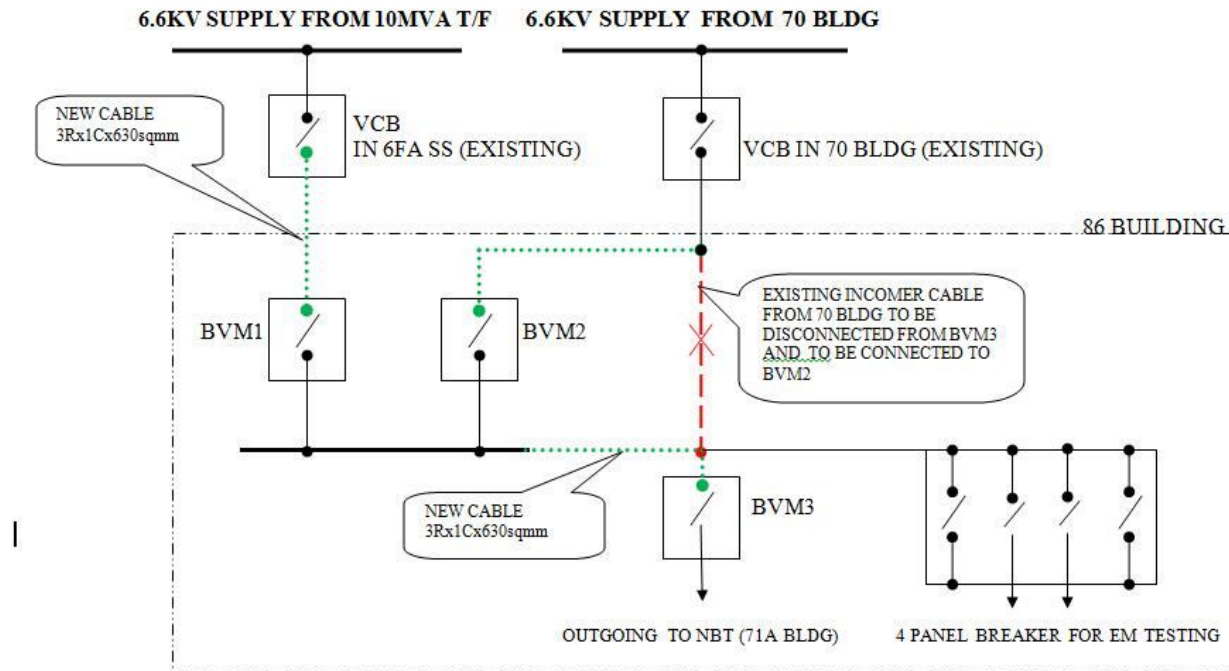 6.6KV SUPPLY FROM 10MVA T/F
6.6KV SUPPLY FROM 70 BLDG
NEW CABLE
3Rx1Cx630sqmm
VCB
IN 6FA SS (EXISTING)
VCB IN 70 BLDG (EXISTING)
86 BUILDING
BVM1
BVM2
EXISTING INCOMER CABLE
FROM 70 BLDG TO BE
DISCONNECTED FROM BVM3
AND TO BE CONNECTED TO
BVM2
NEW CABLE
3Rx1Cx630sqmm
BVM3
OUTGOING TO NBT (71A BLDG)
4 PANEL BREAKER FOR EM TESTING